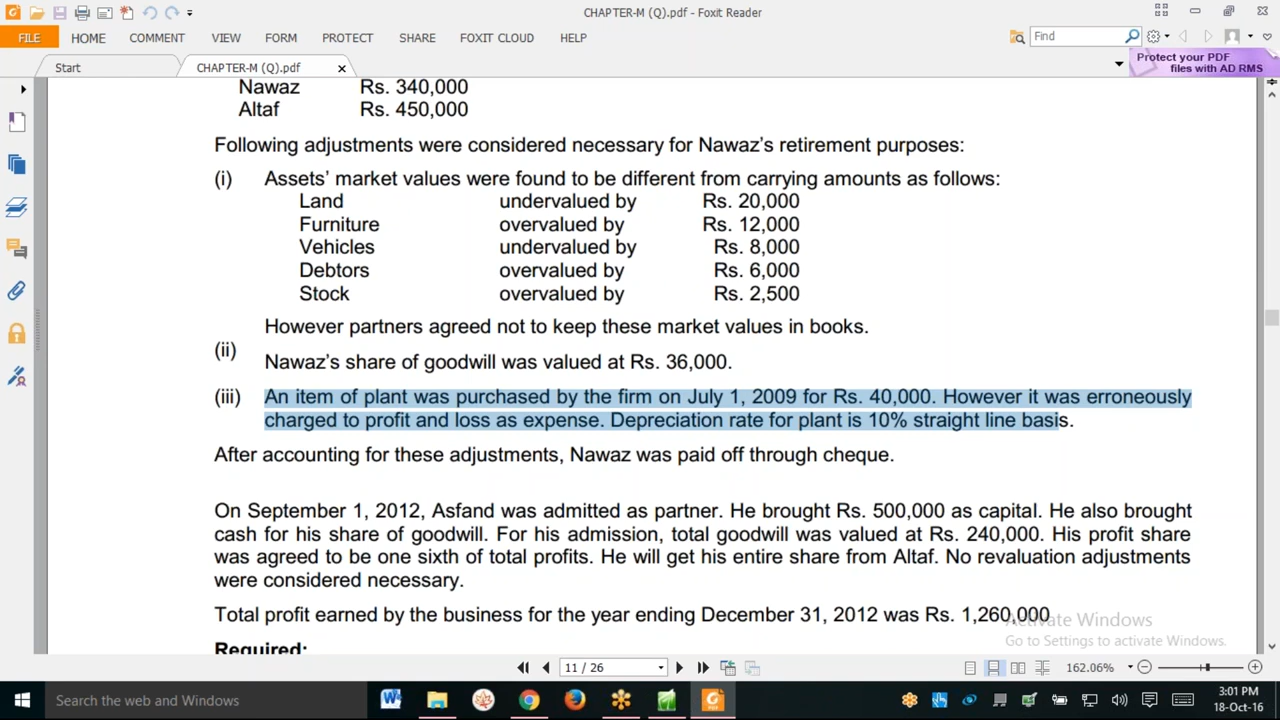 CHAPTER-M (Q).pdf - Foxit Reader
FILE HOME COMMENT VIEW FORM PROTECT SHARE FOXIT CLOUD HELP Find
Start CHAPTER-M (Q).pdf x Protect your PDF
files with AD RMS
Nawaz Rs. 340,000
Altaf Rs. 450,000
Following adjustments were considered necessary for Nawaz's retirement purposes:
(i) Assets' market values were found to be different from carrying amounts as follows:
Land undervalued by Rs. 20,000
Furniture overvalued by Rs. 12,000
Vehicles undervalued by Rs. 8,000
Debtors overvalued by Rs. 6,000
Stock overvalued by Rs. 2,500
However partners agreed not to keep these market values in books.
(ii) Nawaz's share of goodwill was valued at Rs. 36,000.
(iii) An item of plant was purchased by the firm on July 1, 2009 for Rs. 40,000. However it was erroneously
charged to profit and loss as expense. Depreciation rate for plant is 10% straight line basis.
After accounting for these adjustments, Nawaz was paid off through cheque.
On September 1, 2012, Asfand was admitted as partner. He brought Rs. 500,000 as capital. He also brought
cash for his share of goodwill. For his admission, total goodwill was valued at Rs. 240,000. His profit share
was agreed to be one sixth of total profits. He will get his entire share from Altaf. No revaluation adjustments
were considered necessary.
Total profit earned by the business for the year ending December 31, 2012 was Rs. 1,260,000
Activate Windows
Go to Settings to activate Windows.
Required:
11 / 26 162.06%
Search the web and Windows
3:01 PM
18-Oct-16